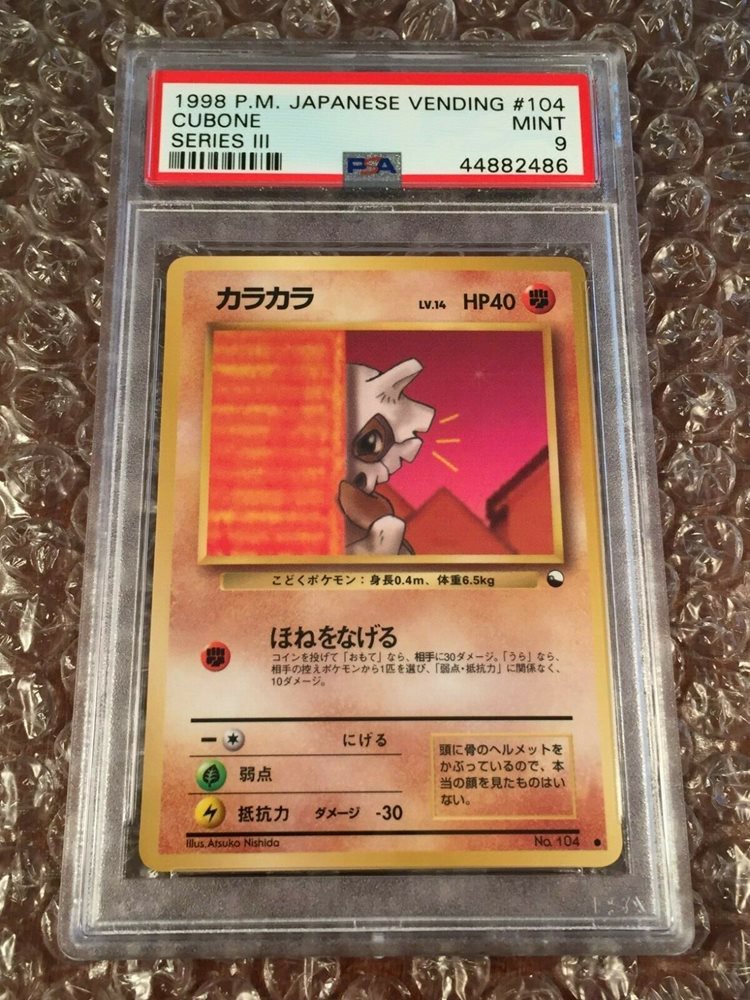 1998 P.M. JAPANESE VENDING #104
CUBONE MINT
SERIES III 9
PSA 44882486
カラカラ LV.14 HP40
こどくポケモン：身長0.4m、体重6.5kg
ほねをなげる
コインを投げて「おもて」なら、相手に30ダメージ。「うら」なら、
相手の控えポケモンから1匹を選び、「弱点・抵抗力」に関係なく、
10ダメージ。
にげる
弱点
抵抗力 ダメージ -30
頭に骨のヘルメットを
かぶっているので、本
当の顔を見たものはい
ない。
Illus.Atsuko Nishida
No. 104